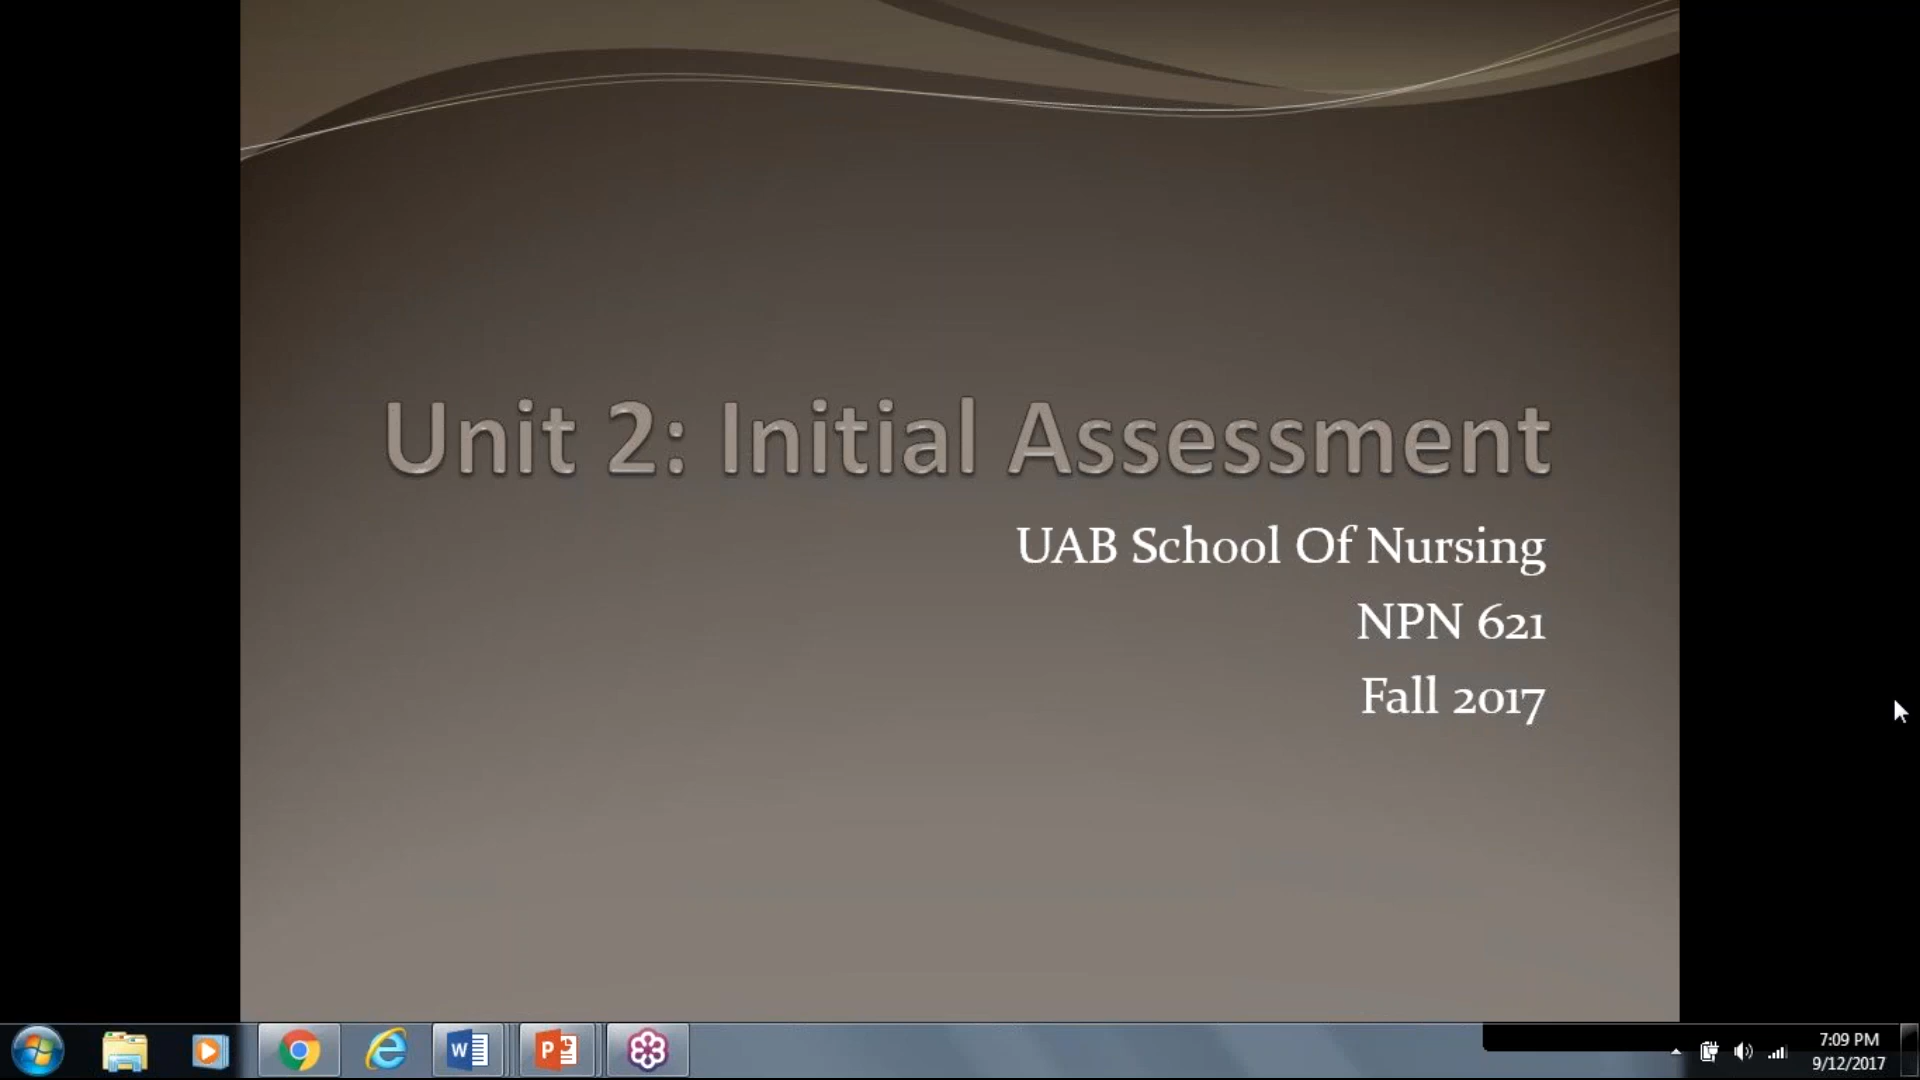 Unit 2: Initial Assessment
UAB School Of Nursing
NPN 621
Fall 2017
7:09 PM
9/12/2017